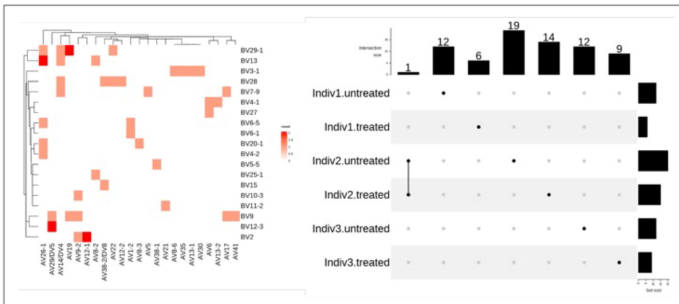 BV29-1
BV13
BV3-1
BV28
BV7-9
BV4-1
BV27
BV6-5
BV6-1
BV20-1
BV4-2
BV5-5
BV25-1
BV15
BV10-3
BV11-2
BV9
BV12-3
BV2
AV26-1
AV29/DV5
AV14/DV4
AV19
AV9-2
AV12-1
AV8-2
AV38-2/DV8
AV22
AV12-2
AV1-2
AV8-3
AV5
AV38-1
AV21
AV8-6
AV35
AV13-1
AV30
AV6
AV13-2
AV17
AV41
Intersection
size
1
12
6
19
14
12
9
Indiv1.untreated
Indiv1.treated
Indiv2.untreated
Indiv2.treated
Indiv3.untreated
Indiv3.treated
Set size